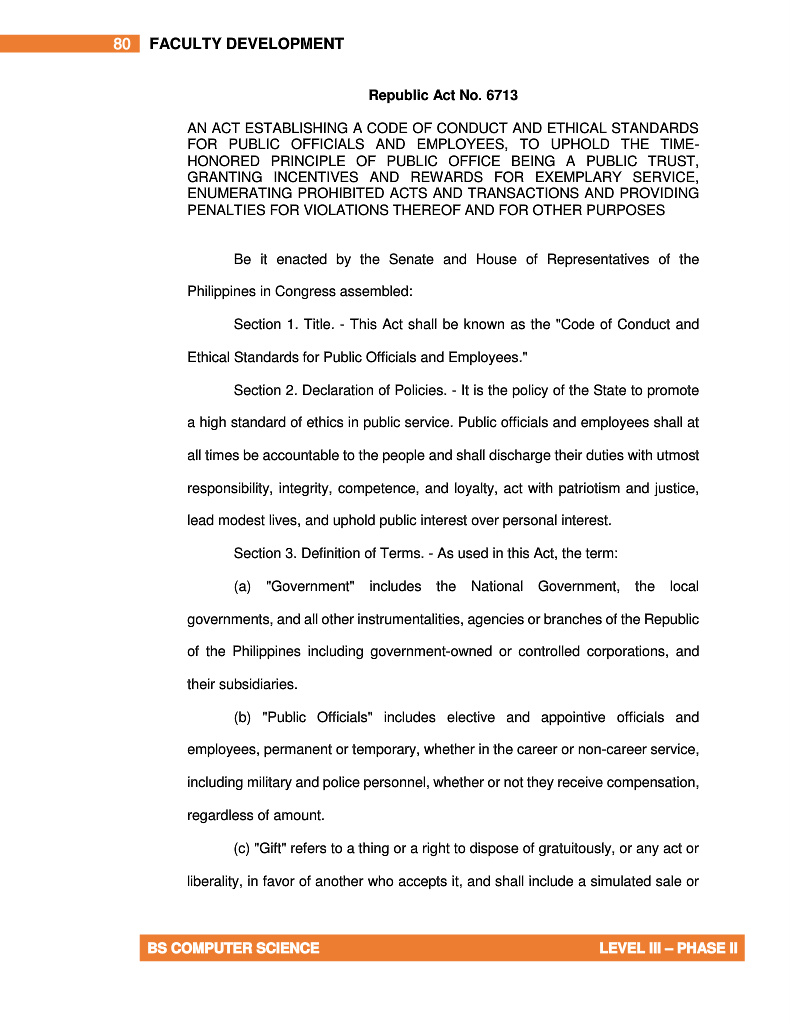 80 FACULTY DEVELOPMENT
Republic Act No. 6713
AN ACT ESTABLISHING A CODE OF CONDUCT AND ETHICAL STANDARDS
FOR PUBLIC OFFICIALS AND EMPLOYEES, TO UPHOLD THE TIME-
HONORED PRINCIPLE OF PUBLIC OFFICE BEING A PUBLIC TRUST,
GRANTING INCENTIVES AND REWARDS FOR EXEMPLARY SERVICE,
ENUMERATING PROHIBITED ACTS AND TRANSACTIONS AND PROVIDING
PENALTIES FOR VIOLATIONS THEREOF AND FOR OTHER PURPOSES
Be it enacted by the Senate and House of Representatives of the
Philippines in Congress assembled:
Section 1. Title. - This Act shall be known as the "Code of Conduct and
Ethical Standards for Public Officials and Employees."
Section 2. Declaration of Policies. - It is the policy of the State to promote
a high standard of ethics in public service. Public officials and employees shall at
all times be accountable to the people and shall discharge their duties with utmost
responsibility, integrity, competence, and loyalty, act with patriotism and justice,
lead modest lives, and uphold public interest over personal interest.
Section 3. Definition of Terms. - As used in this Act, the term:
(a) "Government" includes the National Government, the local
governments, and all other instrumentalities, agencies or branches of the Republic
of the Philippines including government-owned or controlled corporations, and
their subsidiaries.
(b) "Public Officials" includes elective and appointive officials and
employees, permanent or temporary, whether in the career or non-career service,
including military and police personnel, whether or not they receive compensation,
regardless of amount.
(c) "Gift" refers to a thing or a right to dispose of gratuitously, or any act or
liberality, in favor of another who accepts it, and shall include a simulated sale or
BS COMPUTER SCIENCE LEVEL III – PHASE II